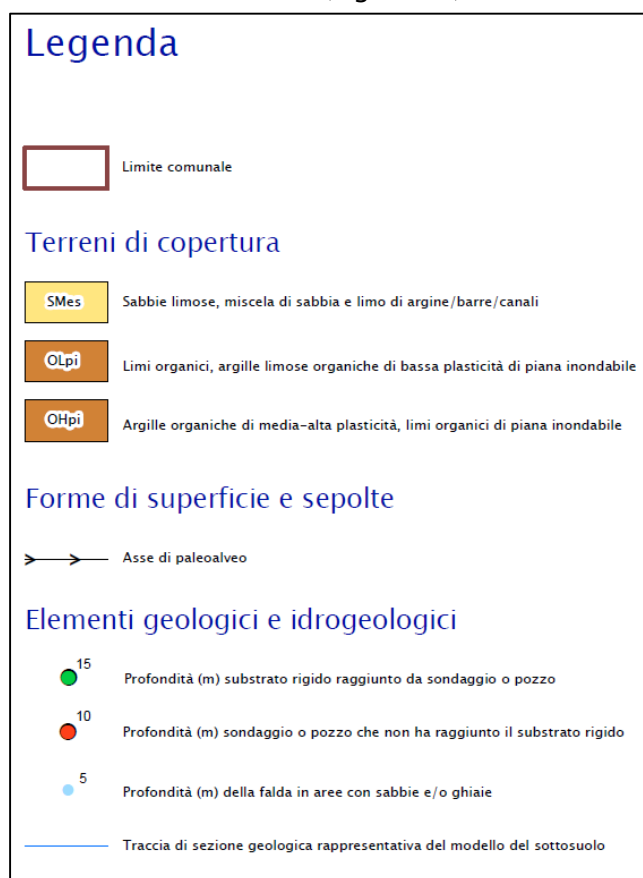 Legenda
Limite comunale
Terreni di copertura
SMes Sabbie limose, miscela di sabbia e limo di argine/barre/canali
OLpi Limi organici, argille limose organiche di bassa plasticità di piana inondabile
OHpi Argille organiche di media-alta plasticità, limi organici di piana inondabile
Forme di superficie e sepolte
Asse di paleoalveo
Elementi geologici e idrogeologici
15 Profondità (m) substrato rigido raggiunto da sondaggio o pozzo
10 Profondità (m) sondaggio o pozzo che non ha raggiunto il substrato rigido
5 Profondità (m) della falda in aree con sabbie e/o ghiaie
Traccia di sezione geologica rappresentativa del modello del sottosuolo